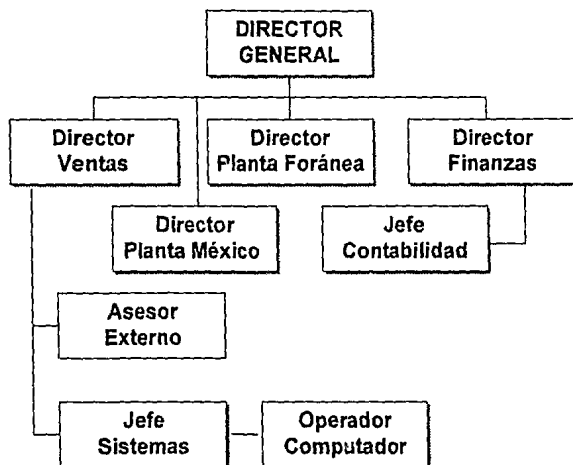 DIRECTOR
GENERAL
Director
Ventas
Director
Planta Foránea
Director
Finanzas
Director
Planta México
Jefe
Contabilidad
Asesor
Externo
Jefe
Sistemas
Operador
Computador